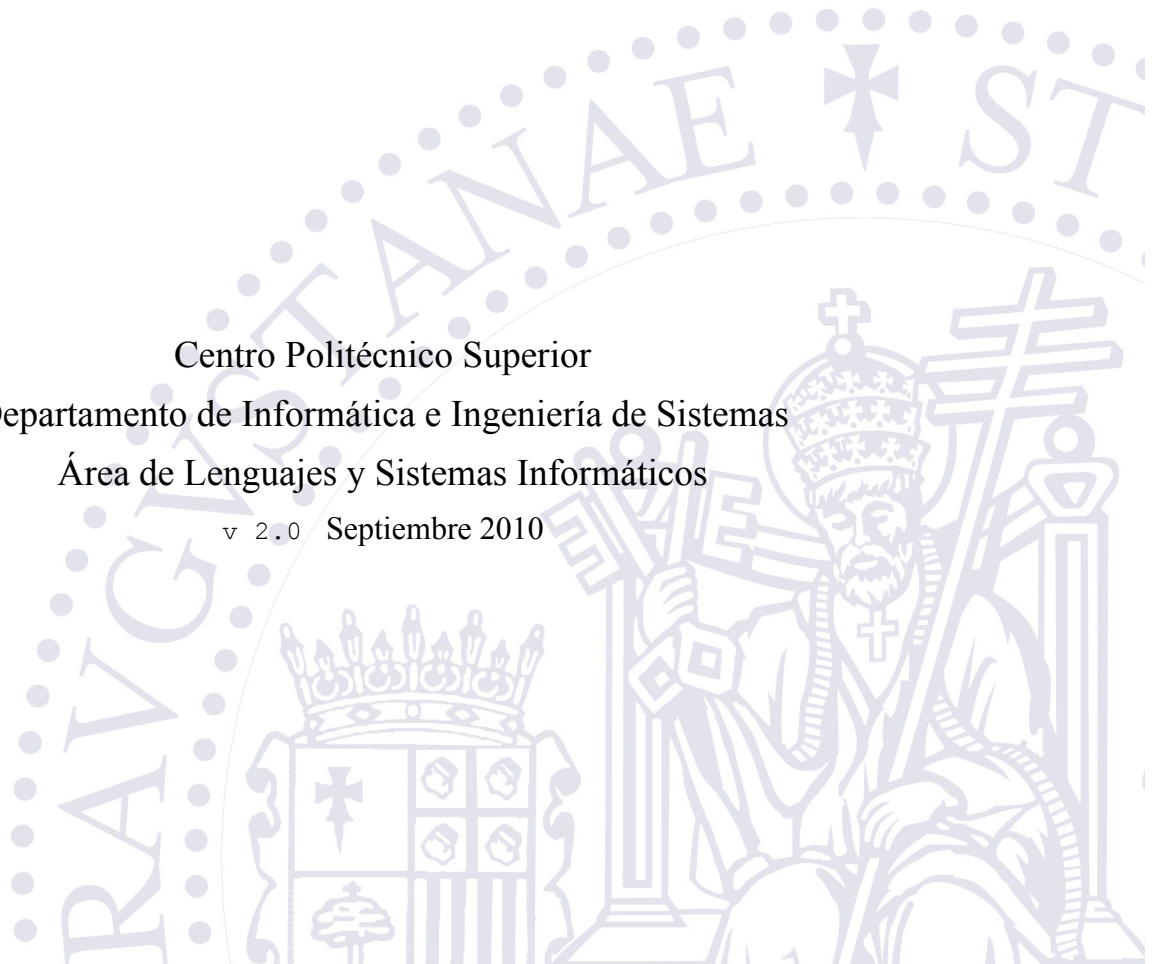 NAE ST
RAVGVSTANAE
Centro Politécnico Superior
Departamento de Informática e Ingeniería de Sistemas
Área de Lenguajes y Sistemas Informáticos
v 2.0 Septiembre 2010